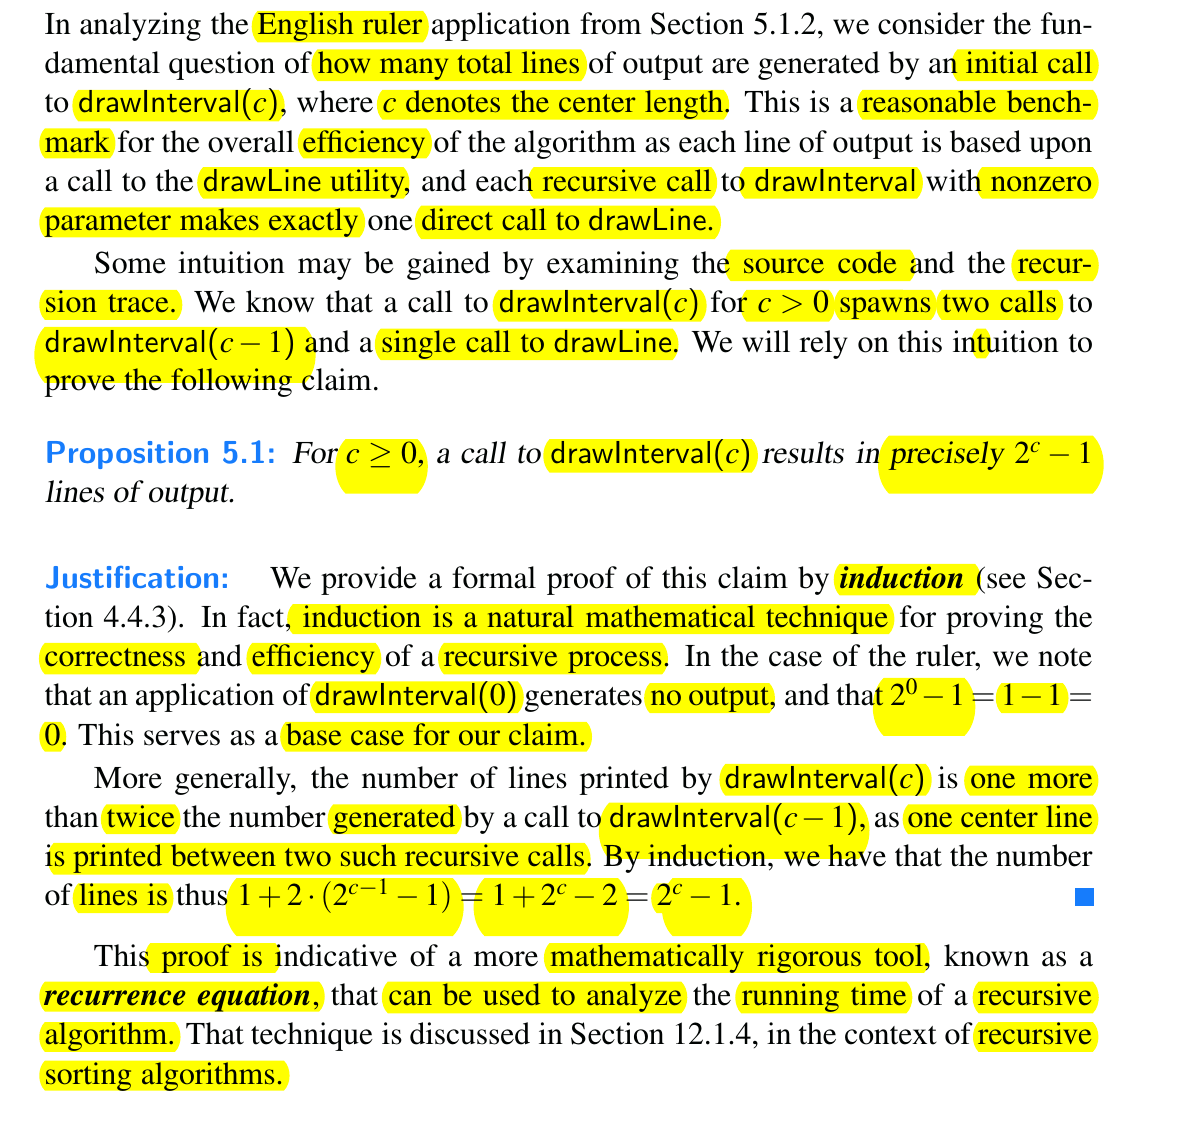 In analyzing the English ruler application from Section 5.1.2, we consider the fun-
damental question of how many total lines of output are generated by an initial call
to drawInterval(c), where c denotes the center length. This is a reasonable bench-
mark for the overall efficiency of the algorithm as each line of output is based upon
a call to the drawLine utility, and each recursive call to drawInterval with nonzero
parameter makes exactly one direct call to drawLine.
Some intuition may be gained by examining the source code and the recur-
sion trace. We know that a call to drawInterval(c) for c > 0 spawns two calls to
drawInterval(c − 1) and a single call to drawLine. We will rely on this intuition to
prove the following claim.
Proposition 5.1: For c ≥ 0, a call to drawInterval(c) results in precisely 2^c − 1
lines of output.
Justification: We provide a formal proof of this claim by induction (see Sec-
tion 4.4.3). In fact, induction is a natural mathematical technique for proving the
correctness and efficiency of a recursive process. In the case of the ruler, we note
that an application of drawInterval(0) generates no output, and that 2^0 − 1 = 1 − 1 =
0. This serves as a base case for our claim.
More generally, the number of lines printed by drawInterval(c) is one more
than twice the number generated by a call to drawInterval(c − 1), as one center line
is printed between two such recursive calls. By induction, we have that the number
of lines is thus 1 + 2 · (2^{c−1} − 1) = 1 + 2^c − 2 = 2^c − 1.
This proof is indicative of a more mathematically rigorous tool, known as a
recurrence equation, that can be used to analyze the running time of a recursive
algorithm. That technique is discussed in Section 12.1.4, in the context of recursive
sorting algorithms.